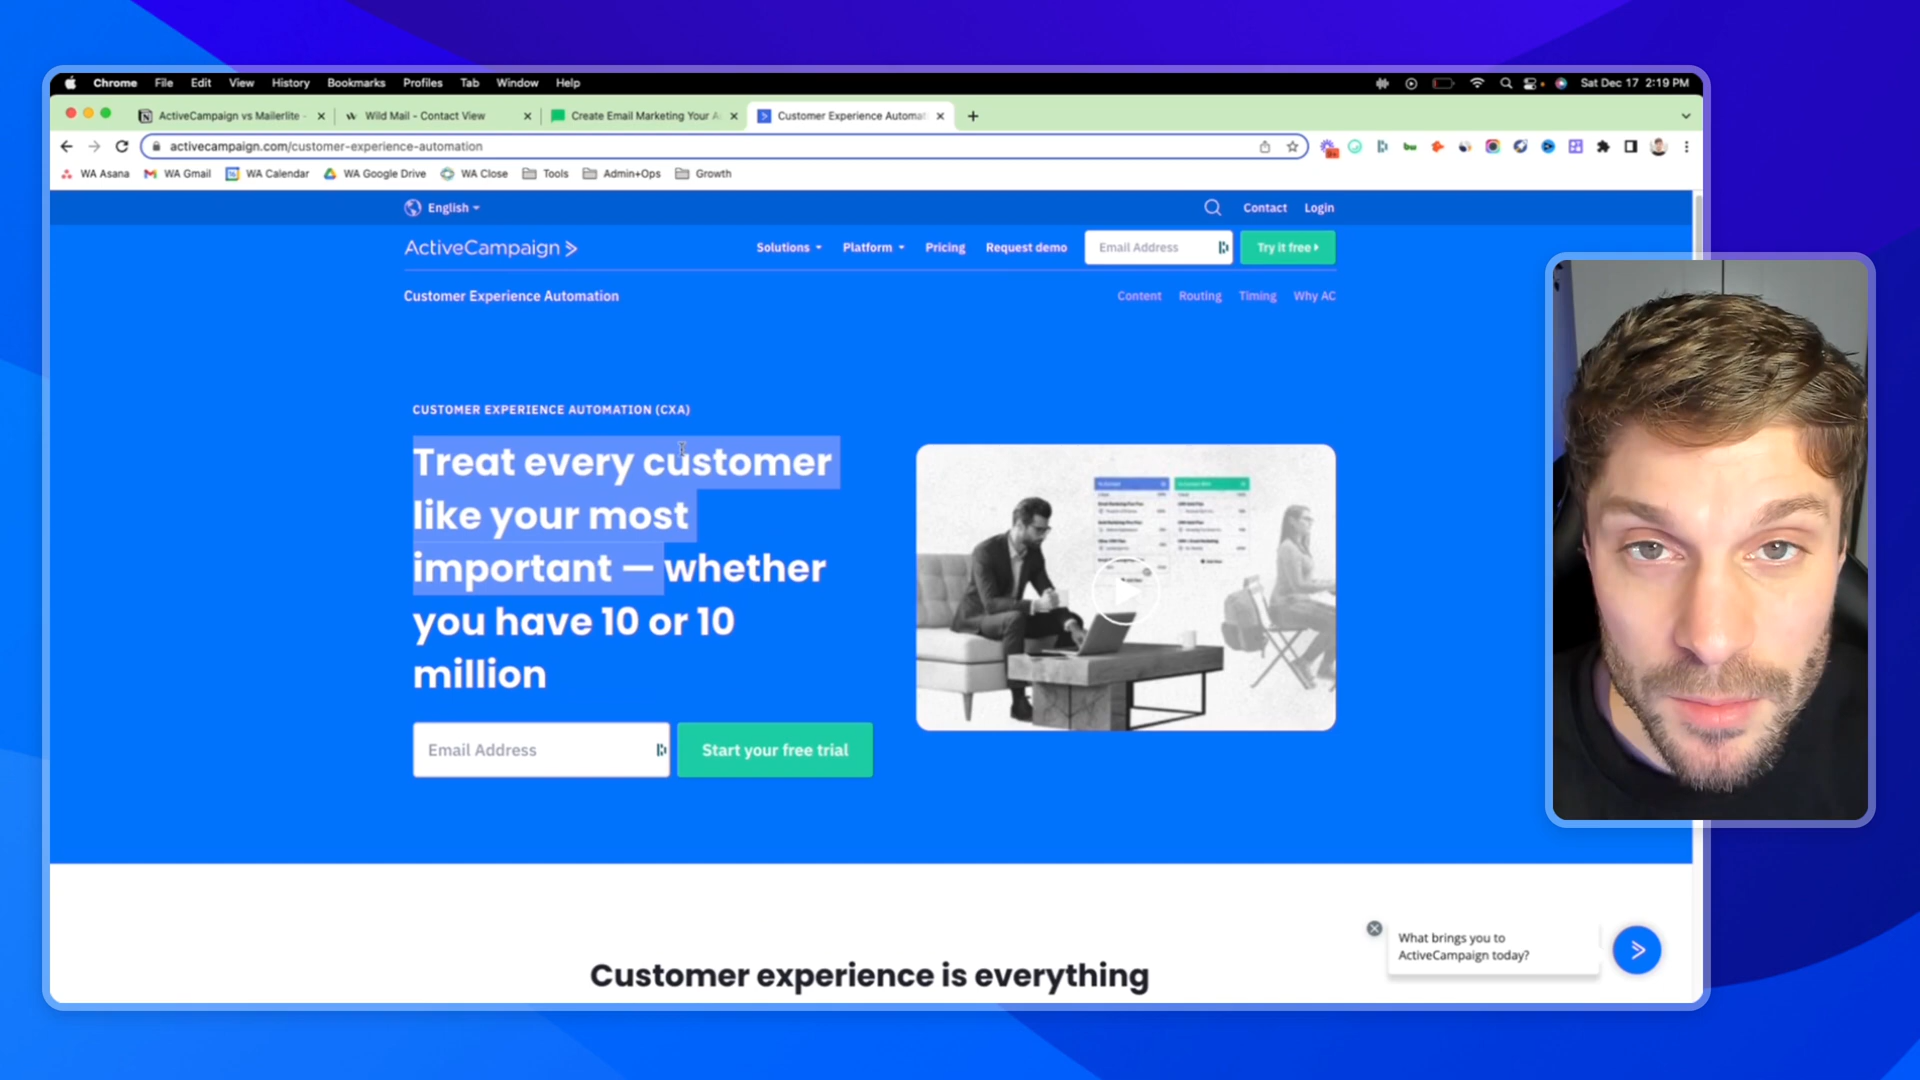 Chrome File Edit View History Bookmarks Profiles Tab Window Help Sat Dec 17 2:19 PM
ActiveCampaign vs Mailerlite - Wild Mail - Contact View Create Email Marketing Your A Customer Experience Automat
activecampaign.com/customer-experience-automation
WA Asana WA Gmail WA Calendar WA Google Drive WA Close Tools Admin+Ops Growth
English Contact Login
ActiveCampaign > Solutions Platform Pricing Request demo Email Address Try it free
Customer Experience Automation Content Routing Timing Why AC
CUSTOMER EXPERIENCE AUTOMATION (CXA)
Treat every customer
like your most
important — whether
you have 10 or 10
million
Email Address Start your free trial
What brings you to
ActiveCampaign today?
Customer experience is everything